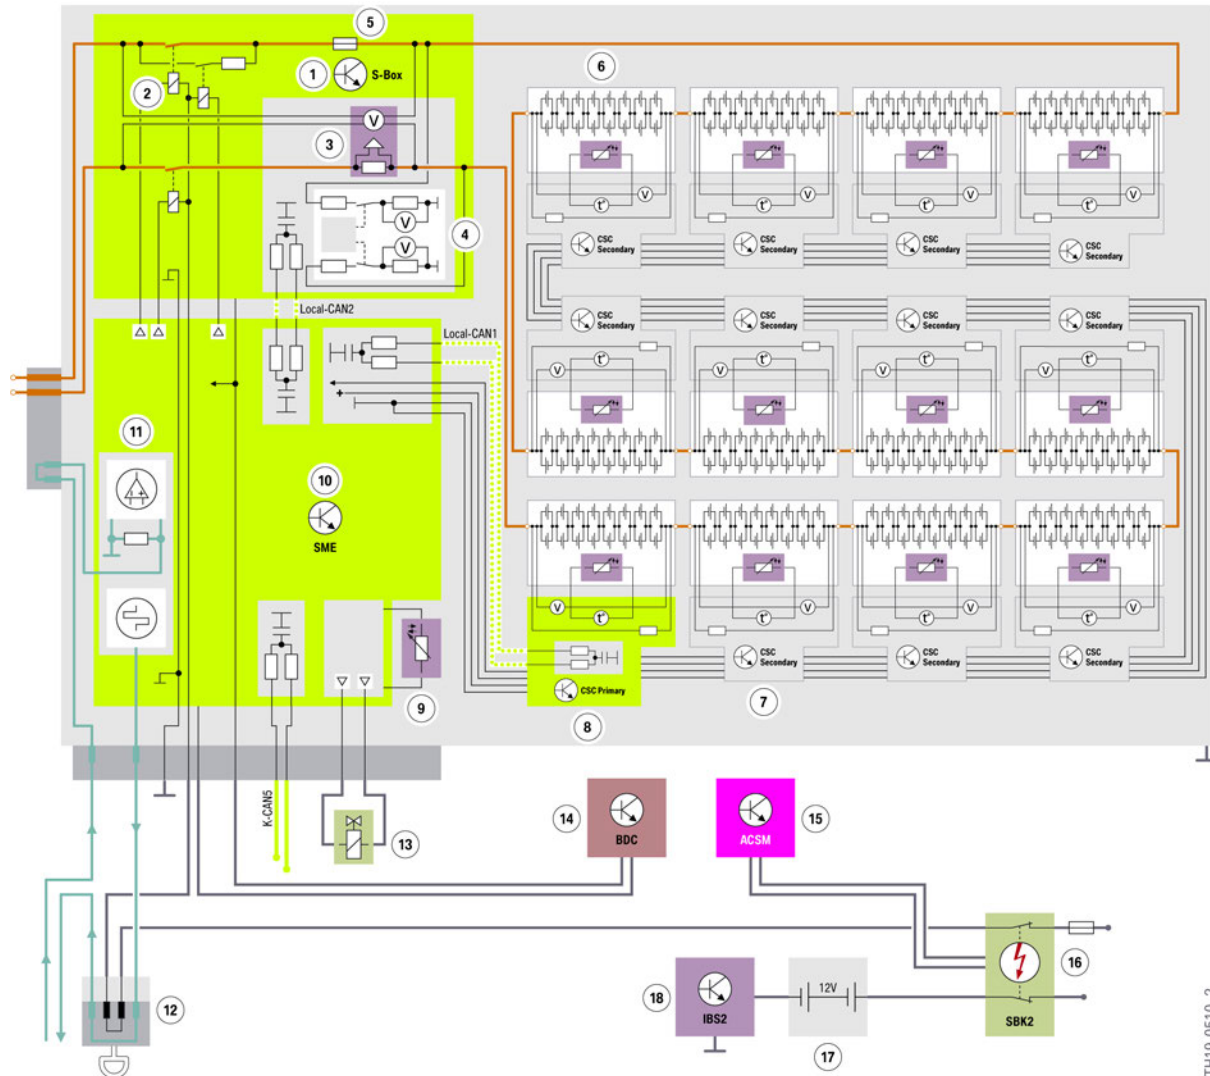 5
6
1
S-Box
2
V
3
4
V
V
V
V
V
V
t°
t°
t°
t°
CSC
Secondary
CSC
Secondary
CSC
Secondary
CSC
Secondary
Local-CAN2
Local-CAN1
CSC
Secondary
CSC
Secondary
CSC
Secondary
CSC
Secondary
t°
t°
t°
t°
V
V
V
V
+
11
10
SME
V
V
V
V
t°
t°
t°
t°
CSC
Secondary
CSC
Secondary
CSC
Secondary
CSC Primary
9
8
7
K-CAN5
13
14
BDC
ACSM
15
16
SBK2
12
18
IBS2
12V
17
TH19-0519_2